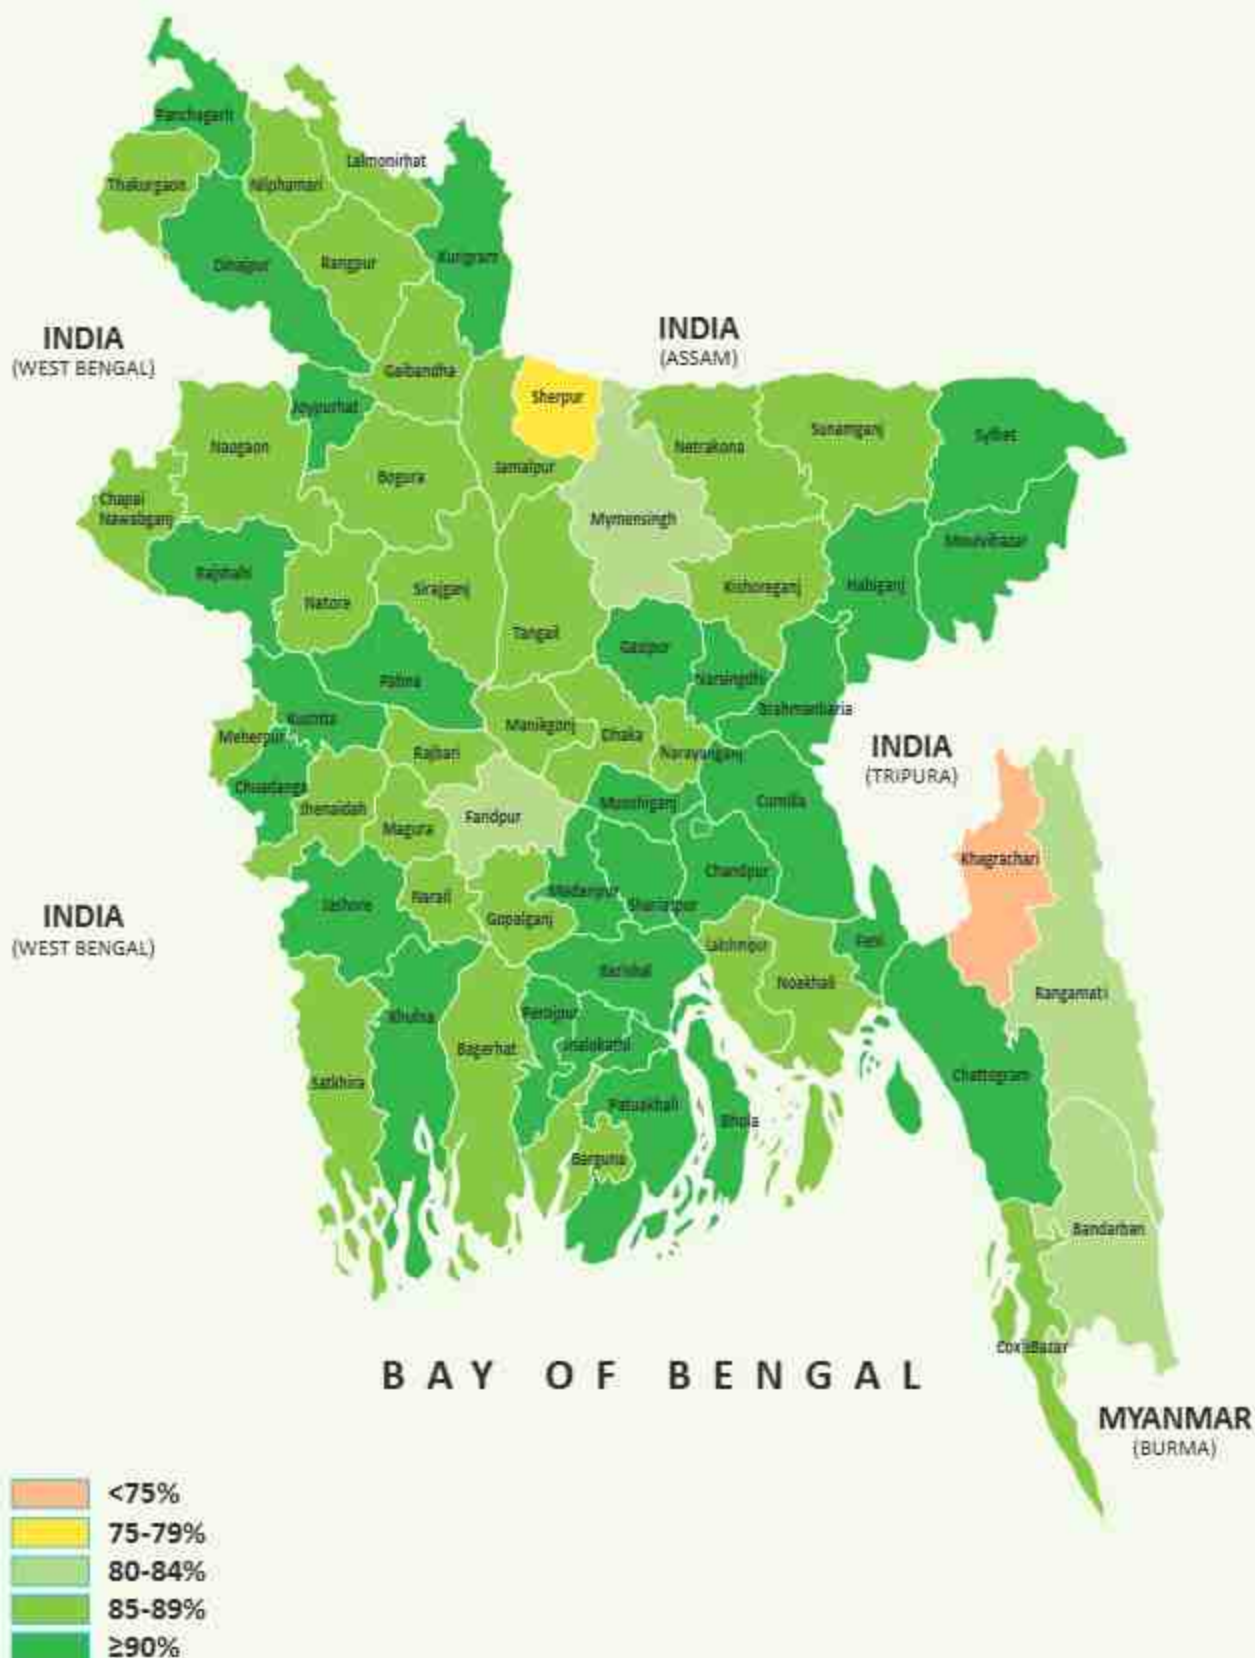 Panchagarh
Lalmonirhat
Thakurgaon
Nilphamari
Kurigram
Rangpur
Dinajpur
INDIA
(WEST BENGAL)
INDIA
(ASSAM)
Gaibandha
Sherpur
Joypurhat
Sunamganj
Sylhet
Naogaon
Netrakona
Jamalpur
Bogura
Chapai
Nawabganj
Mymensingh
Moulvibazar
Rajshahi
Habiganj
Kishoreganj
Sirajganj
Natore
Tangail
Gazipur
Pabna
Narsingdhi
Brahmanbaria
Kushtia
Manikgonj
Meherpur
Dhaka
Rajbari
Narayanganj
INDIA
(TRIPURA)
Chuadanga
Munshiganj
Cumilla
Jhenaidah
Faridpur
Magura
Khagrachari
Chandpur
Madaripur
Narail
Jashore
Shariatpur
INDIA
(WEST BENGAL)
Gopalganj
Lakshmipur
Feni
Barishal
Noakhali
Rangamati
Perojpur
Khulna
Jhalokathi
Bagerhat
Chattogram
Satkhira
Patuakhali
Bhola
Barguna
Bandarban
Cox'sBazar
BAY OF BENGAL
MYANMAR
(BURMA)
<75%
75-79%
80-84%
85-89%
≥90%